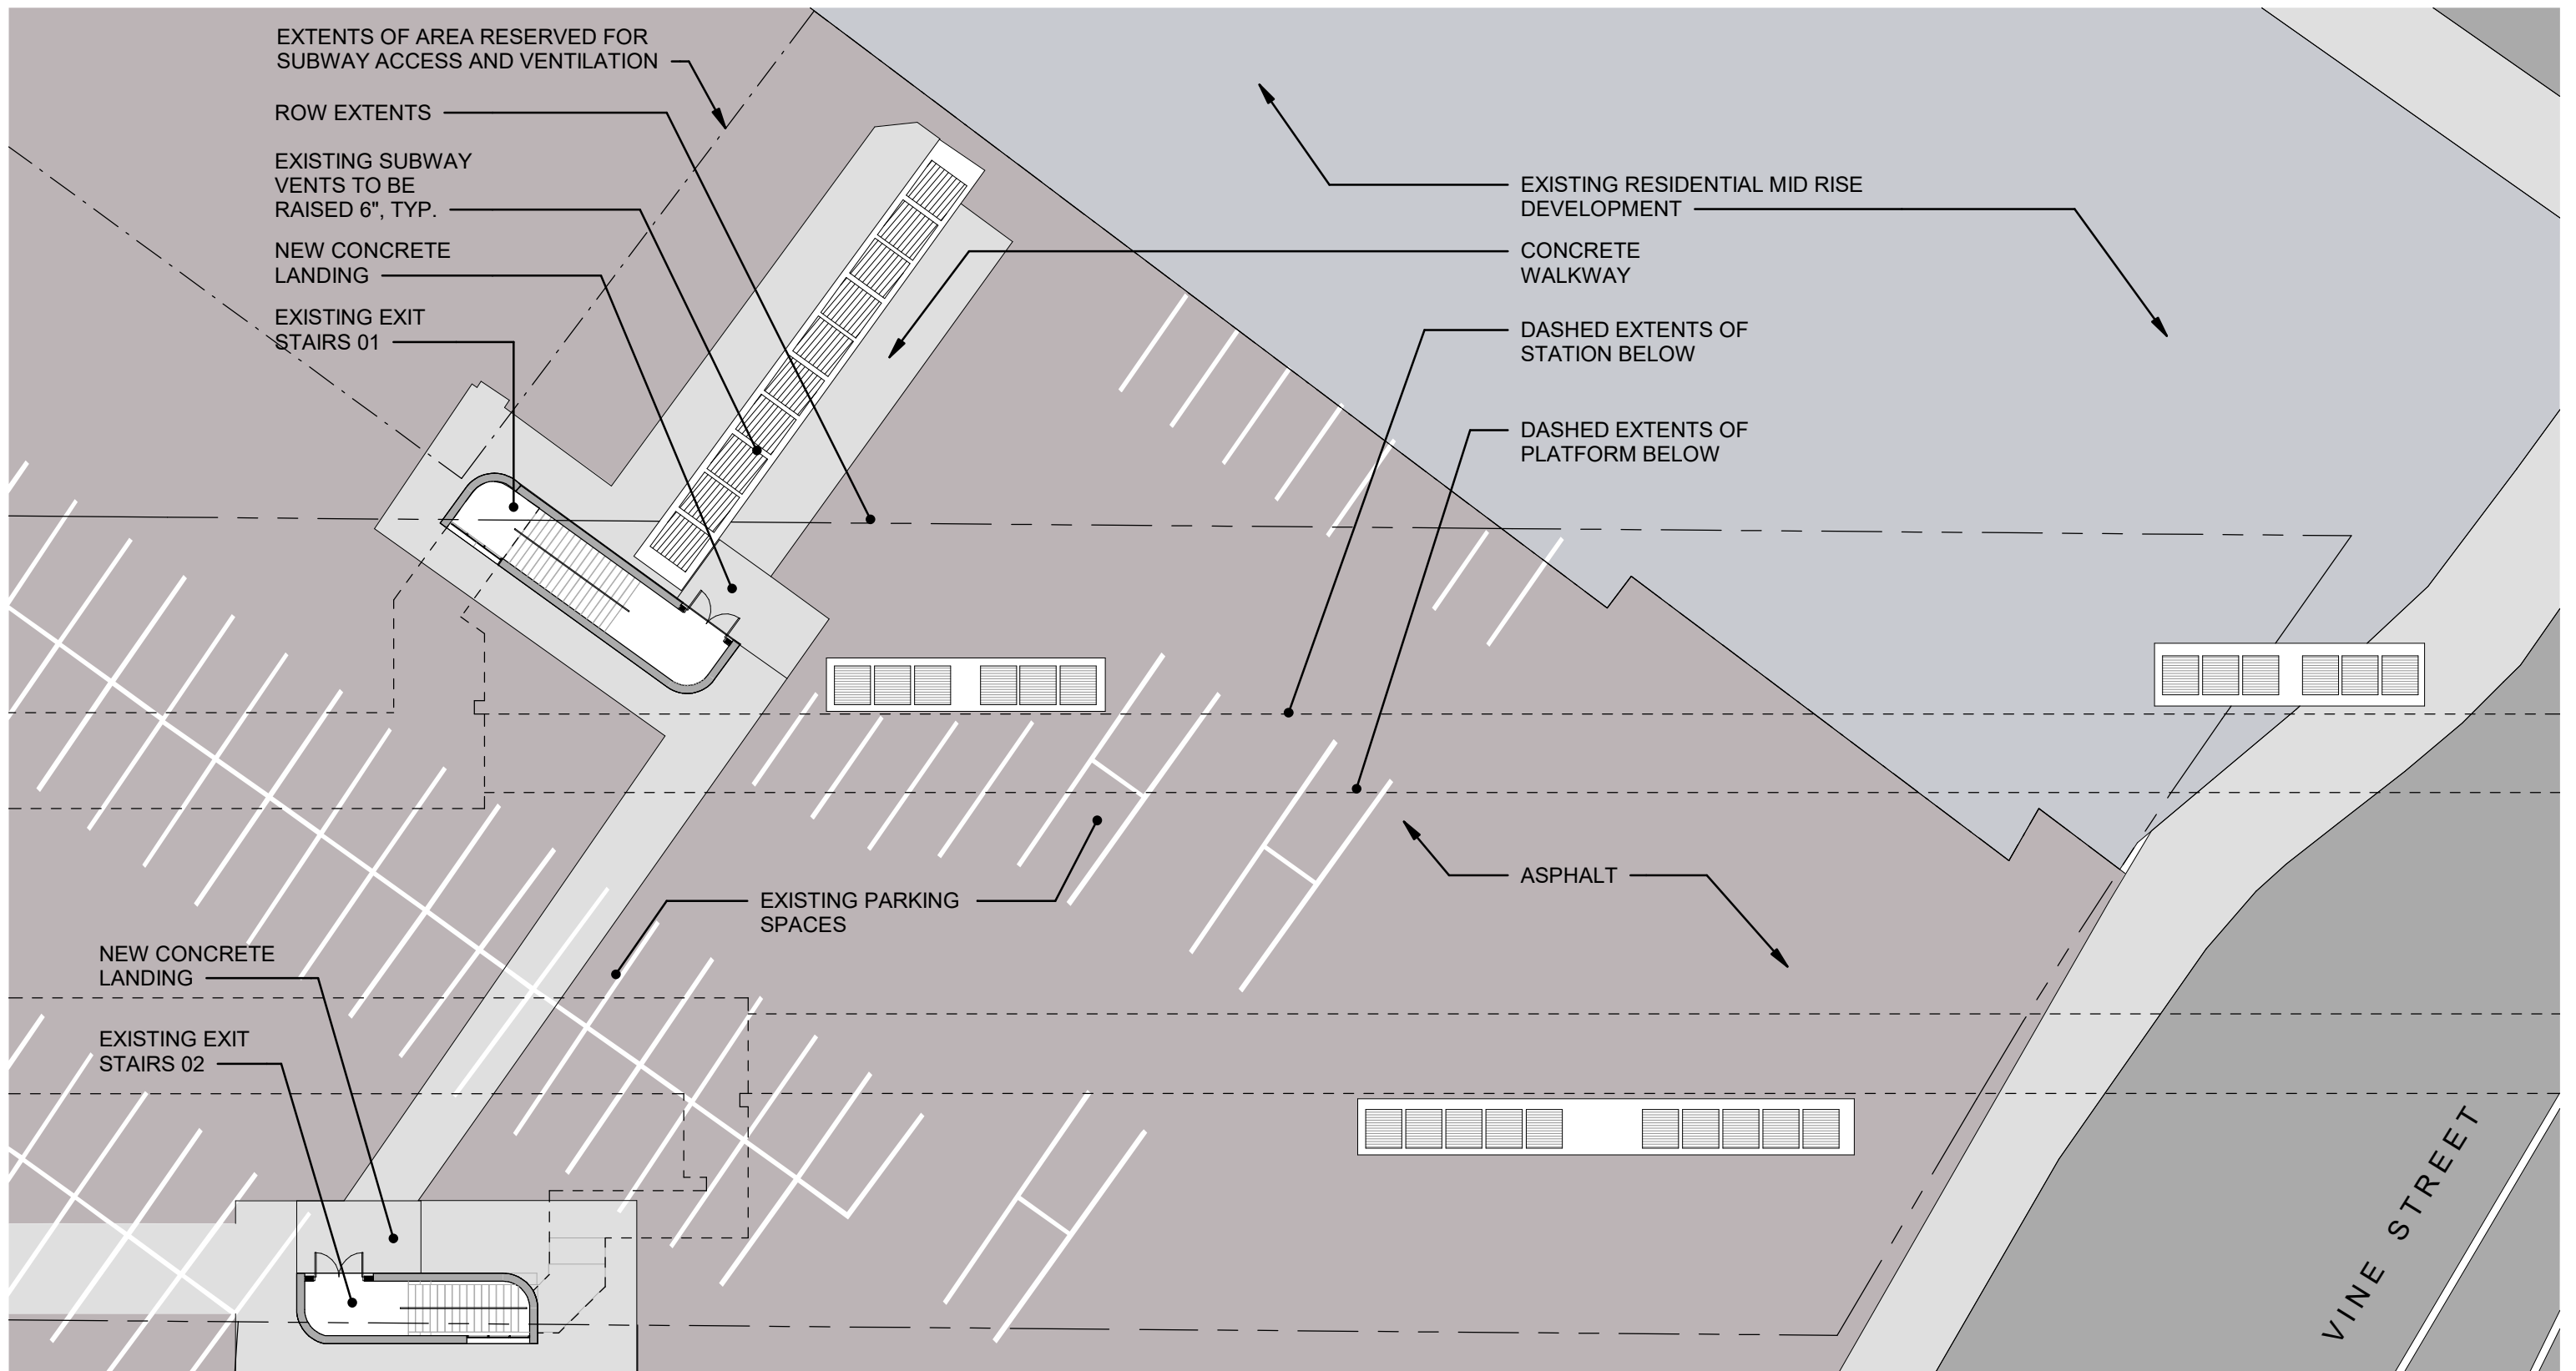 EXTENTS OF AREA RESERVED FOR
SUBWAY ACCESS AND VENTILATION
ROW EXTENTS
EXISTING SUBWAY
VENTS TO BE
RAISED 6", TYP.
NEW CONCRETE
LANDING
EXISTING EXIT
STAIRS 01
EXISTING RESIDENTIAL MID RISE
DEVELOPMENT
CONCRETE
WALKWAY
DASHED EXTENTS OF
STATION BELOW
DASHED EXTENTS OF
PLATFORM BELOW
ASPHALT
EXISTING PARKING
SPACES
NEW CONCRETE
LANDING
EXISTING EXIT
STAIRS 02
VINE STREET